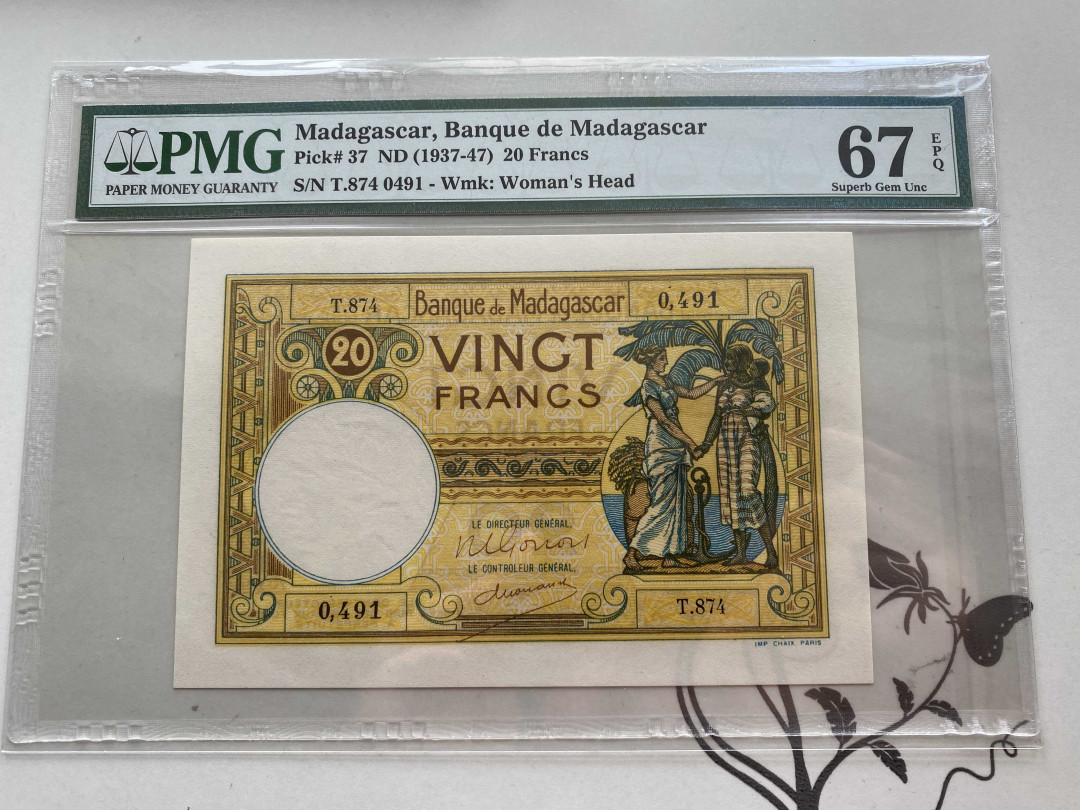 PMG
PAPER MONEY GUARANTY
Madagascar, Banque de Madagascar
Pick# 37 ND (1937-47) 20 Francs
S/N T.874 0491 - Wmk: Woman's Head
67
EPQ
Superb Gem Unc
T.874
Banque de Madagascar
0,491
20
VINGT
FRANCS
LE DIRECTEUR GÉNÉRAL,
LE CONTROLEUR GÉNÉRAL,
0,491
T.874
IMP CHAIX PARIS